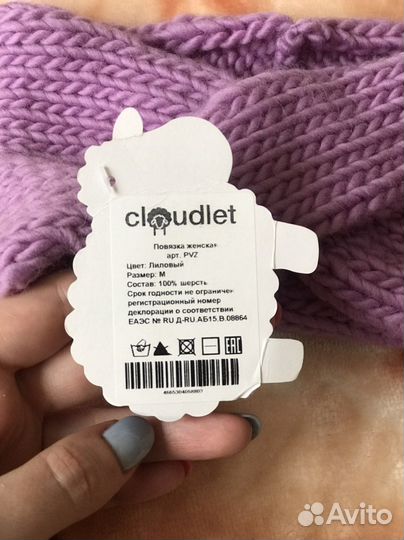 cloudlet
Повязка женская
арт. PVZ
Цвет: Лиловый
Размер: М
Состав: 100% шерсть
Срок годности не ограничен
регистрационный номер
декларации о соответствии
ЕАЭС № RU Д-RU.АБ15.В.08864
ЕАС
Avito